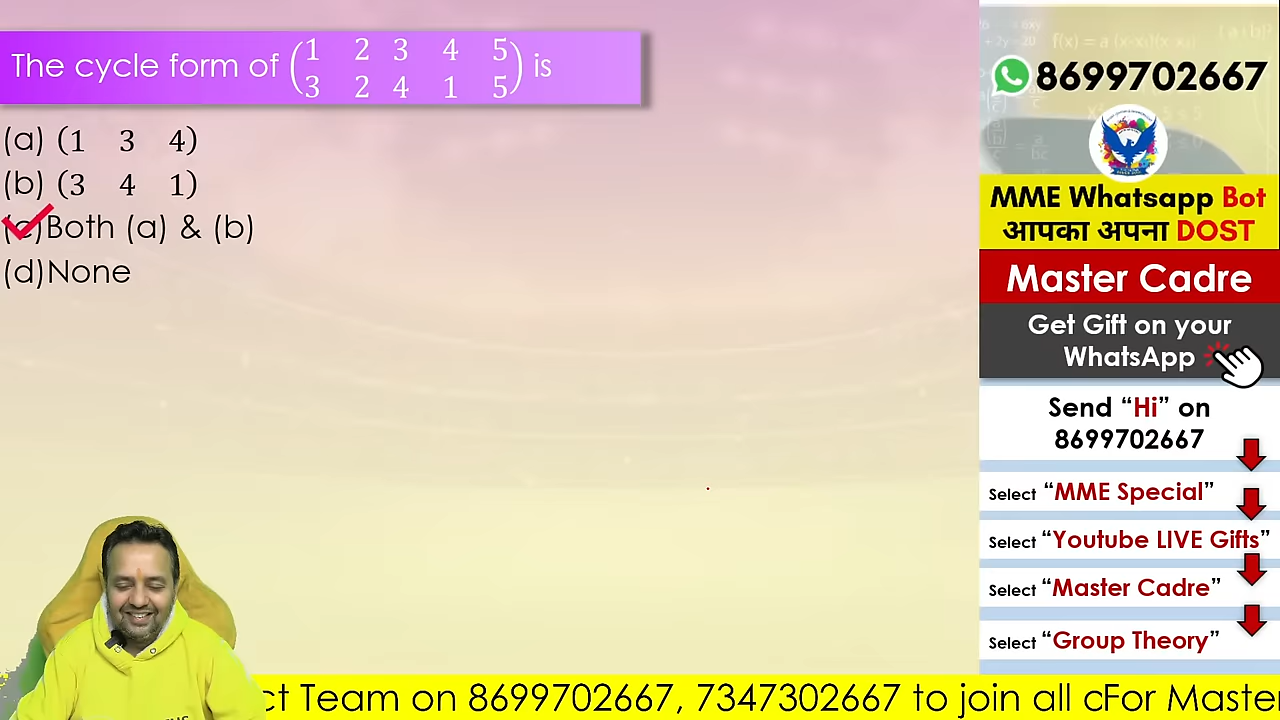 The cycle form of (1 2 3 4 5
3 2 4 1 5) is
(a) (1 3 4)
(b) (3 4 1)
(c) Both (a) & (b)
(d) None
8699702667
MME Whatsapp Bot
आपका अपना DOST
Master Cadre
Get Gift on your
WhatsApp
Send “Hi” on
8699702667
Select “MME Special”
Select “Youtube LIVE Gifts”
Select “Master Cadre”
Select “Group Theory”
ct Team on 8699702667, 7347302667 to join all cFor Master